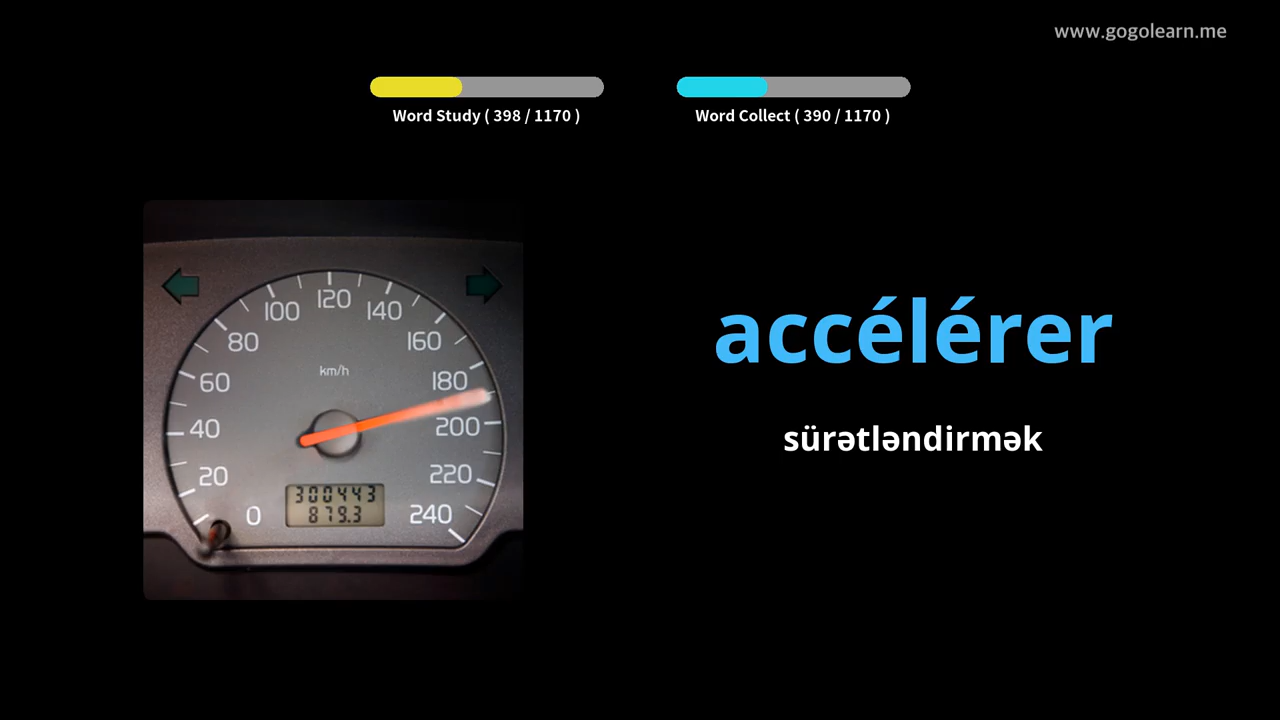 www.gogolearn.me
Word Study ( 398 / 1170 )
Word Collect ( 390 / 1170 )
0
20
40
60
80
100
120
140
160
180
200
220
240
km/h
300443
879.3
accélérer
sürətləndirmək